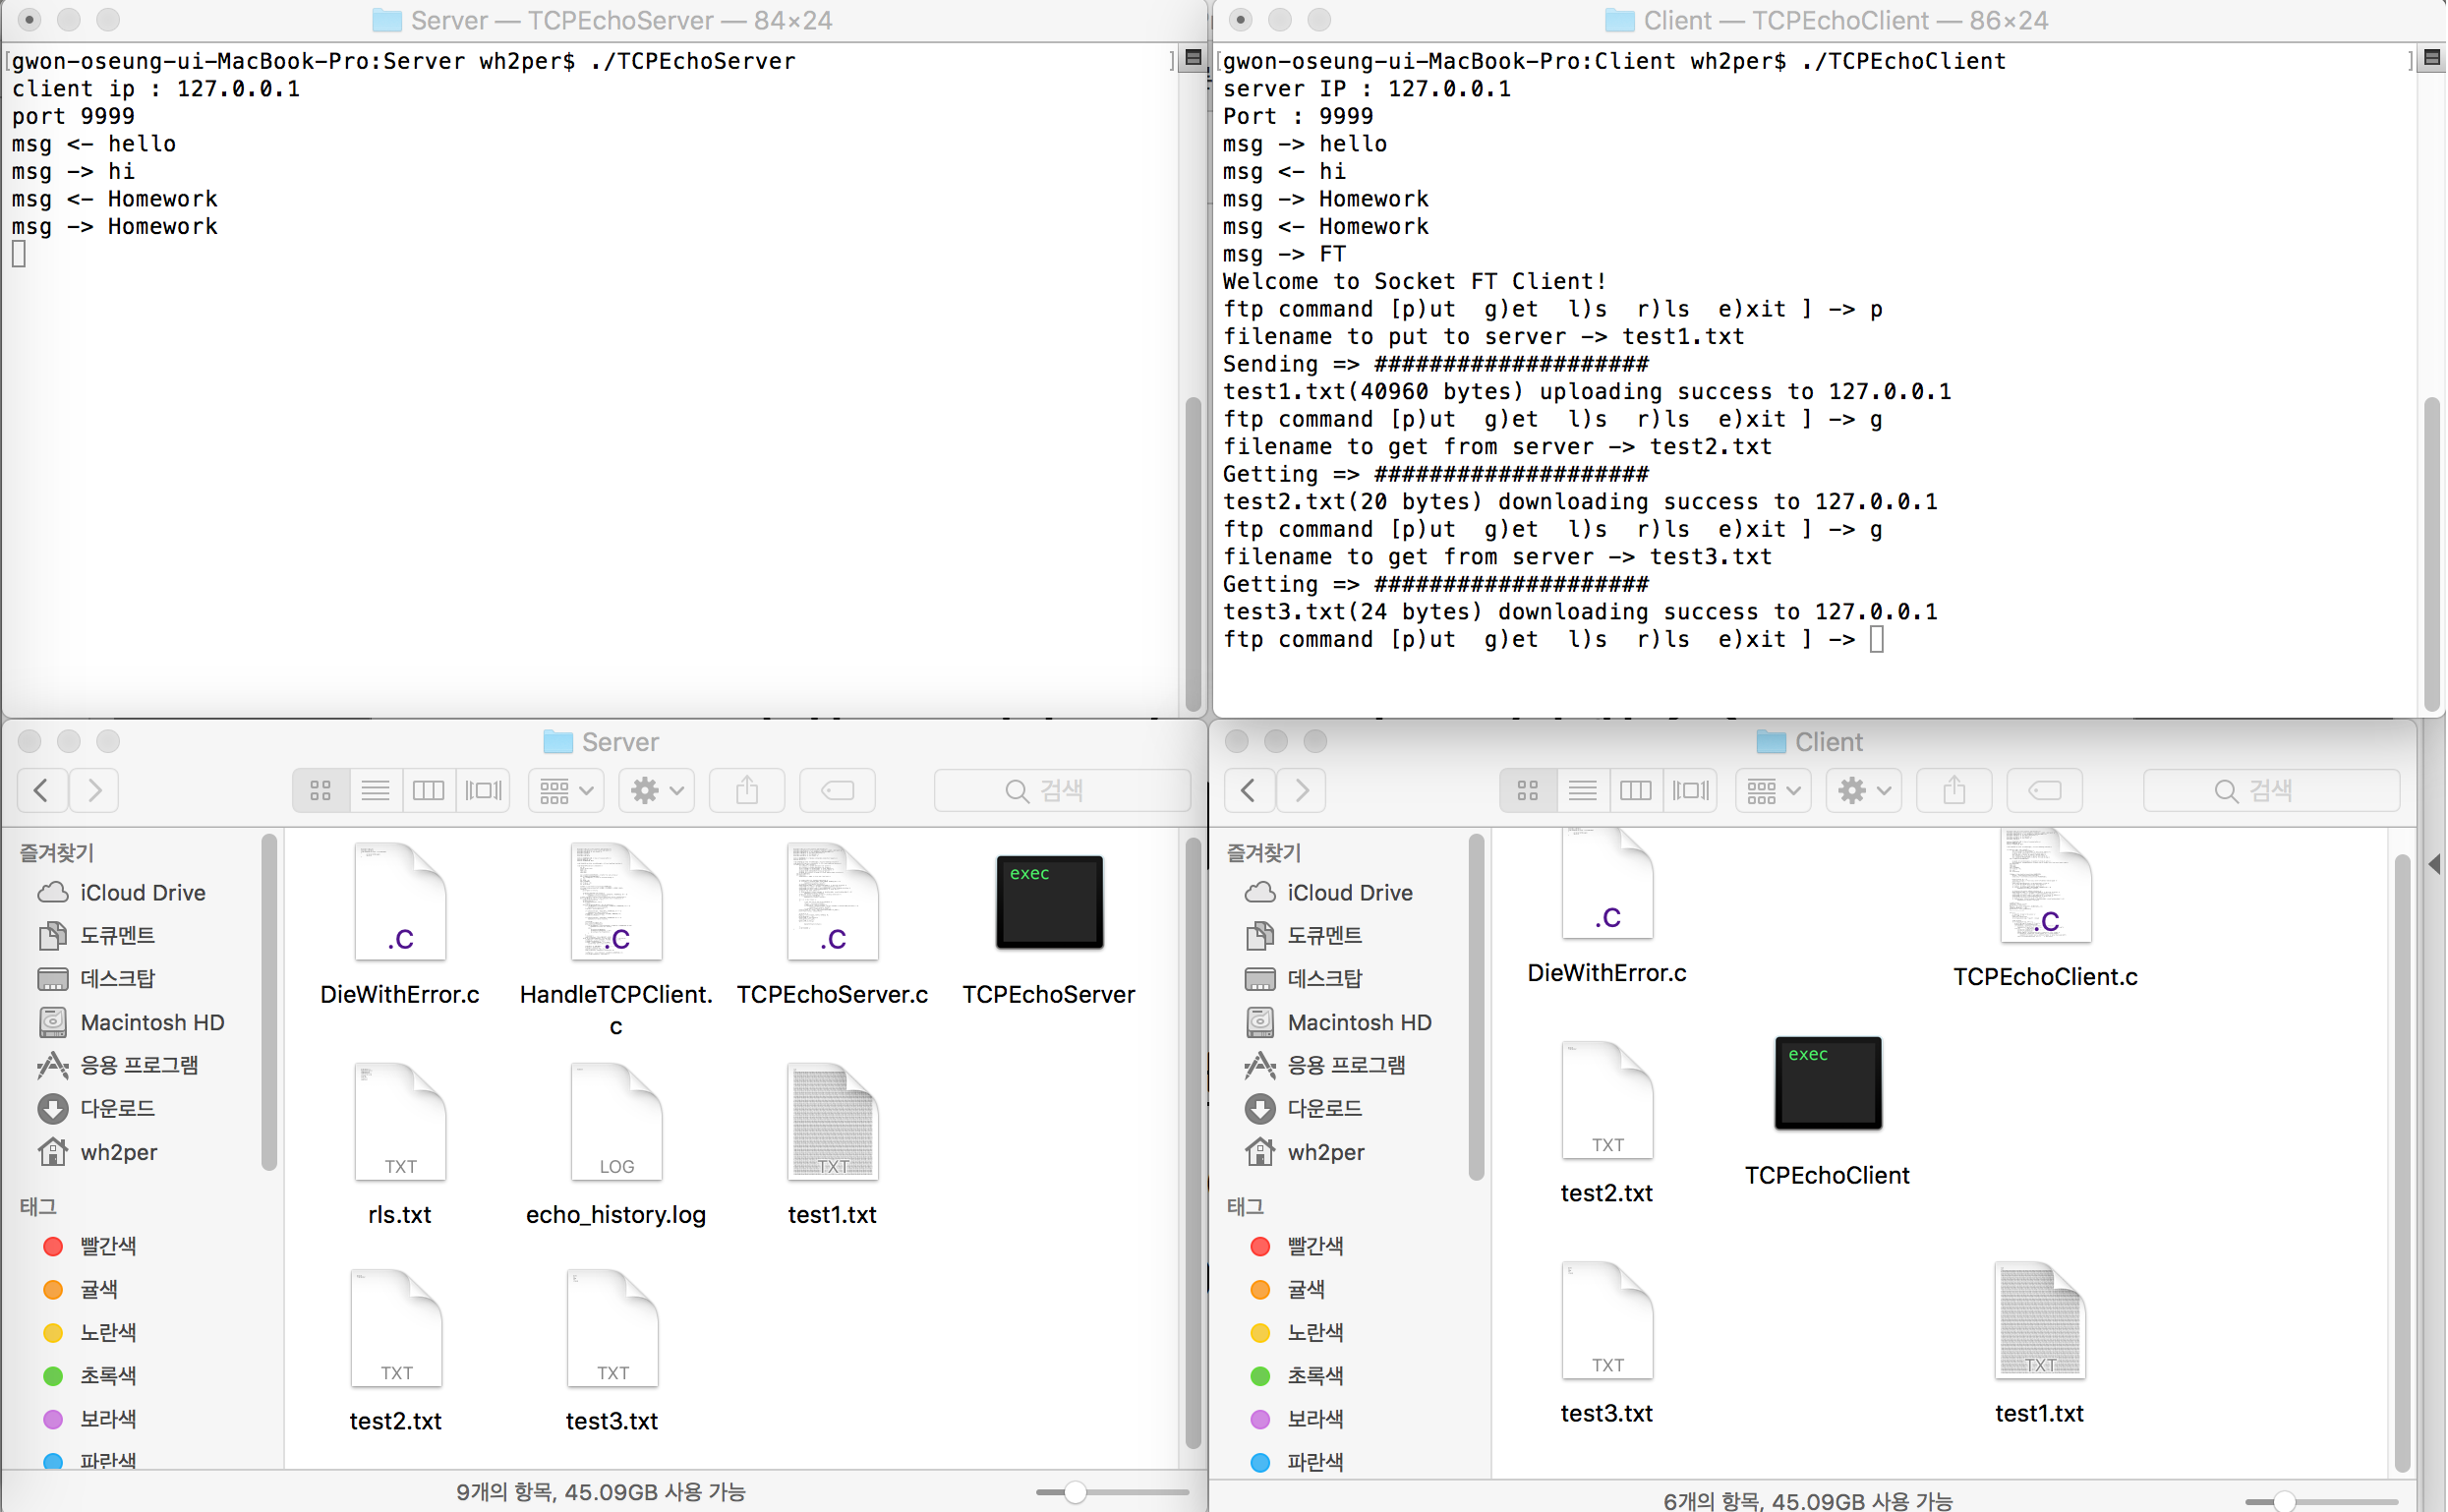 Server — TCPEchoServer — 84×24
[gwon-oseung-ui-MacBook-Pro:Server wh2per$ ./TCPEchoServer ]
client ip : 127.0.0.1
port 9999
msg <- hello
msg -> hi
msg <- Homework
msg -> Homework
Client — TCPEchoClient — 86×24
[gwon-oseung-ui-MacBook-Pro:Client wh2per$ ./TCPEchoClient ]
server IP : 127.0.0.1
Port : 9999
msg -> hello
msg <- hi
msg -> Homework
msg <- Homework
msg -> FT
Welcome to Socket FT Client!
ftp command [p)ut  g)et  l)s  r)ls  e)xit ] -> p
filename to put to server -> test1.txt
Sending => ####################
test1.txt(40960 bytes) uploading success to 127.0.0.1
ftp command [p)ut  g)et  l)s  r)ls  e)xit ] -> g
filename to get from server -> test2.txt
Getting => ####################
test2.txt(20 bytes) downloading success to 127.0.0.1
ftp command [p)ut  g)et  l)s  r)ls  e)xit ] -> g
filename to get from server -> test3.txt
Getting => ####################
test3.txt(24 bytes) downloading success to 127.0.0.1
ftp command [p)ut  g)et  l)s  r)ls  e)xit ] ->
Server
검색
즐겨찾기
iCloud Drive
도큐멘트
데스크탑
Macintosh HD
응용 프로그램
다운로드
wh2per
태그
빨간색
귤색
노란색
초록색
보라색
파란색
.C
.C
.C
exec
DieWithError.c
HandleTCPClient.
c
TCPEchoServer.c
TCPEchoServer
TXT
LOG
TXT
rls.txt
echo_history.log
test1.txt
TXT
TXT
test2.txt
test3.txt
9개의 항목, 45.09GB 사용 가능
Client
검색
즐겨찾기
iCloud Drive
도큐멘트
데스크탑
Macintosh HD
응용 프로그램
다운로드
wh2per
태그
빨간색
귤색
노란색
초록색
보라색
파란색
.C
.C
DieWithError.c
TCPEchoClient.c
TXT
exec
test2.txt
TCPEchoClient
TXT
TXT
test3.txt
test1.txt
6개의 항목, 45.09GB 사용 가능